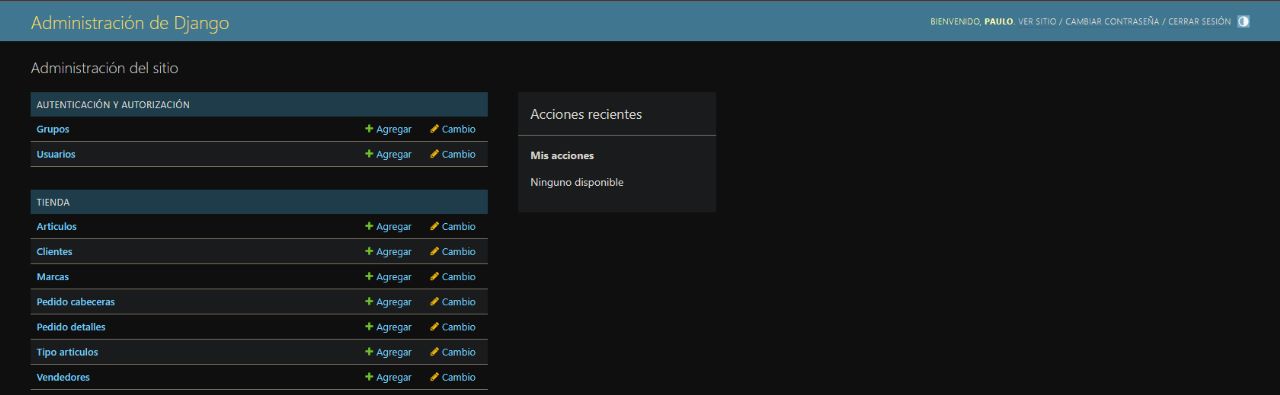 Administración de Django
BIENVENIDO, PAULO. VER SITIO / CAMBIAR CONTRASEÑA / CERRAR SESIÓN
Administración del sitio
AUTENTICACIÓN Y AUTORIZACIÓN
Grupos Agregar Cambio
Usuarios Agregar Cambio
TIENDA
Articulos Agregar Cambio
Clientes Agregar Cambio
Marcas Agregar Cambio
Pedido cabeceras Agregar Cambio
Pedido detalles Agregar Cambio
Tipo articulos Agregar Cambio
Vendedores Agregar Cambio
Acciones recientes
Mis acciones
Ninguno disponible